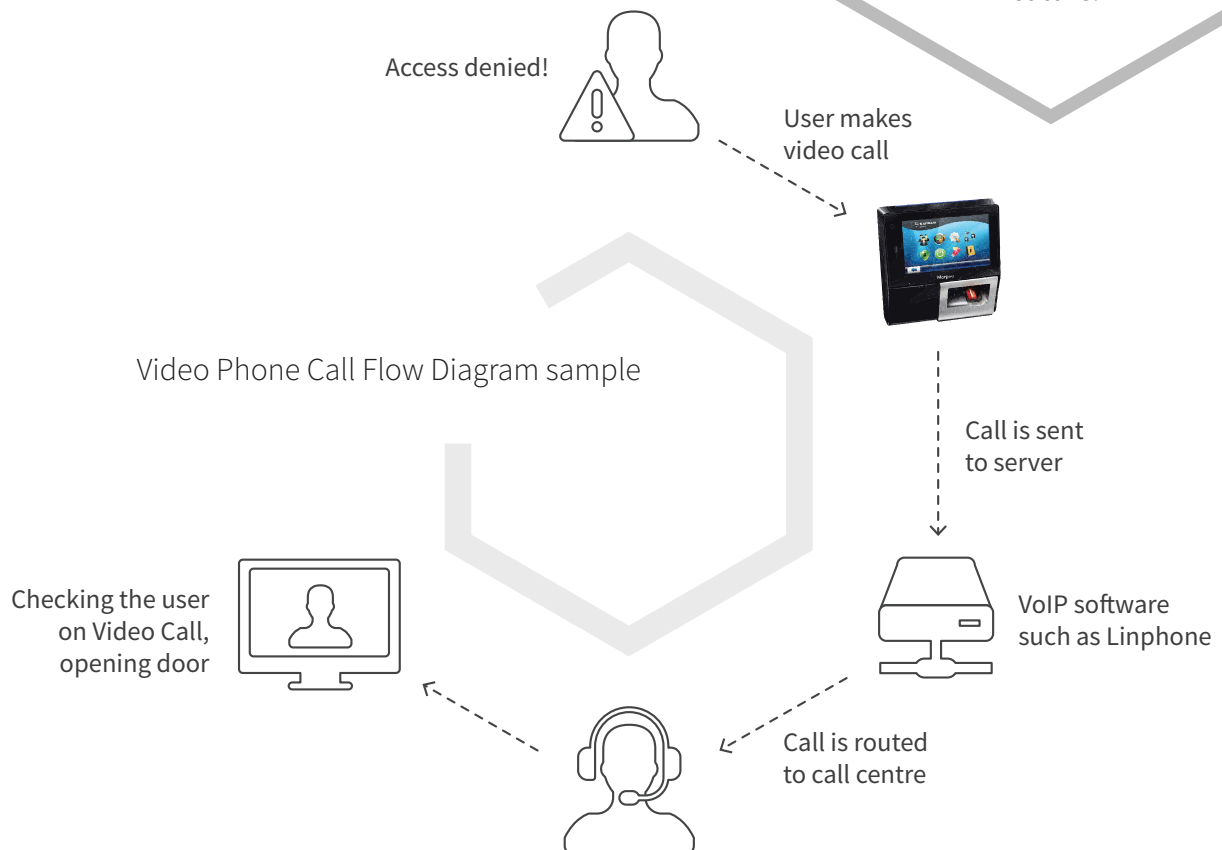 Access denied!
User makes
video call
Video Phone Call Flow Diagram sample
Call is sent
to server
Checking the user
on Video Call,
opening door
VoIP software
such as Linphone
Call is routed
to call centre